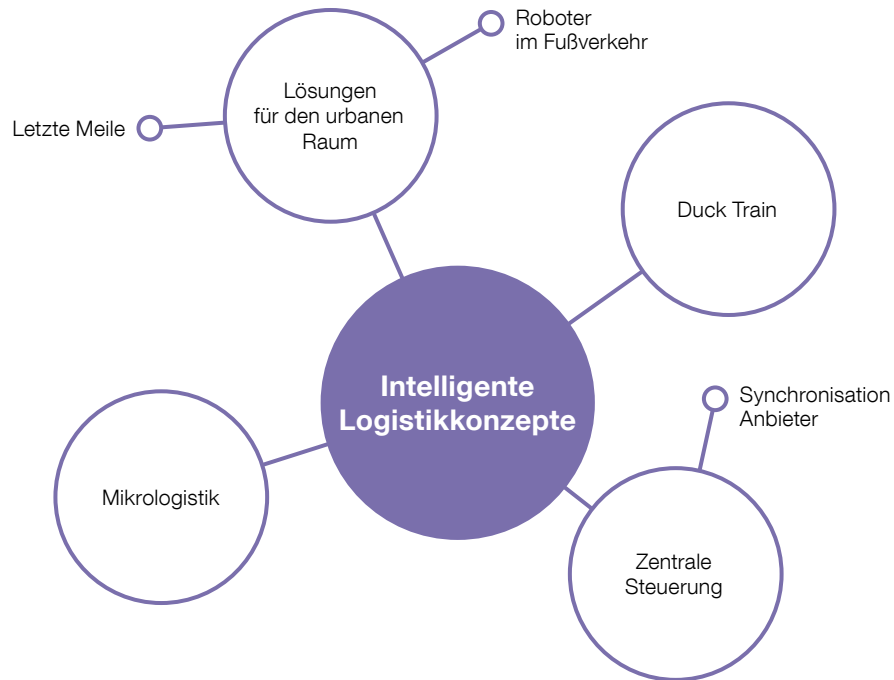 Roboter
im Fußverkehr
Letzte Meile
Lösungen
für den urbanen
Raum
Duck Train
Intelligente
Logistikkonzepte
Synchronisation
Anbieter
Mikrologistik
Zentrale
Steuerung